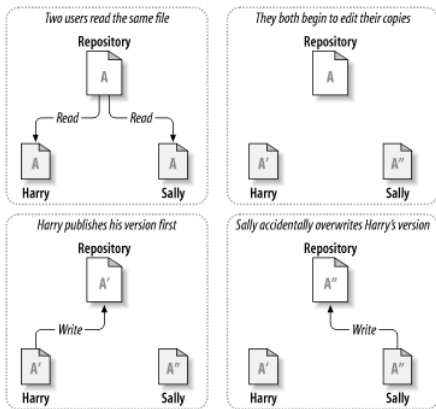 Two users read the same file
Repository
A
Read Read
A A
Harry Sally
They both begin to edit their copies
Repository
A
A' A"
Harry Sally
Harry publishes his version first
Repository
A'
Write
A' A"
Harry Sally
Sally accidentally overwrites Harry's version
Repository
A"
Write
A' A"
Harry Sally